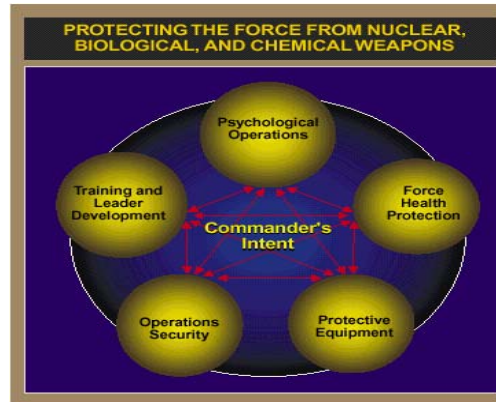 PROTECTING THE FORCE FROM NUCLEAR,
BIOLOGICAL, AND CHEMICAL WEAPONS
Psychological
Operations
Training and
Leader
Development
Force
Health
Protection
Commander's
Intent
Operations
Security
Protective
Equipment